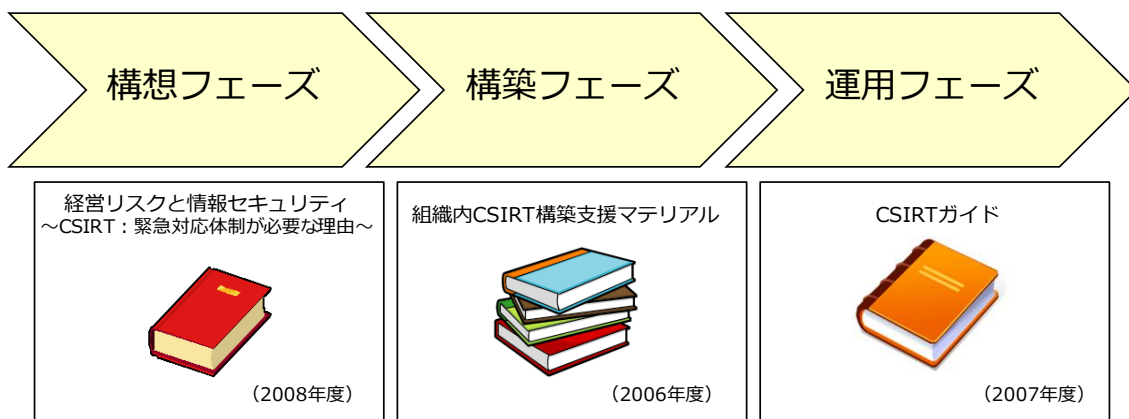 構想フェーズ
構築フェーズ
運用フェーズ
経営リスクと情報セキュリティ
～CSIRT：緊急対応体制が必要な理由～
（2008年度）
組織内CSIRT構築支援マテリアル
（2006年度）
CSIRTガイド
（2007年度）